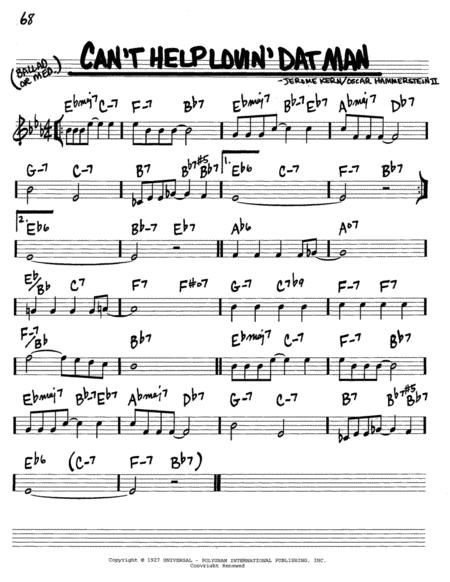 68
(BALLAD OR MED.) CAN'T HELP LOVIN' DAT MAN
-JEROME KERN/OSCAR HAMMERSTEIN II
Ebmaj7 C-7 F-7 Bb7 Ebmaj7 Bb-7 Eb7 Abmaj7 Db7
G-7 C-7 B7 Bb7#5 Bb7 1. Eb6 C-7 F-7 Bb7
2. Eb6 Bb-7 Eb7 Ab6 Ao7
Eb/Bb C7 F7 F#o7 G-7 C7b9 F7
F-7/Bb Bb7 Ebmaj7 C-7 F-7 Bb7
Ebmaj7 Bb-7 Eb7 Abmaj7 Db7 G-7 C-7 B7 Bb7#5 Bb7
Eb6 (C-7 F-7 Bb7)
Copyright © 1927 UNIVERSAL - POLYGRAM INTERNATIONAL PUBLISHING, INC.
Copyright Renewed